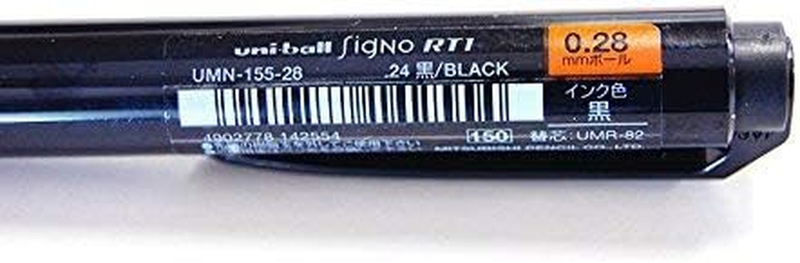 uni-ball Signo RT1
0.28
mmボール
UMN-155-28 .24 黒/BLACK
インク色
黒
4902778 142554 150 替芯:UMR-82
MITSUBISHI PENCIL CO., LTD.